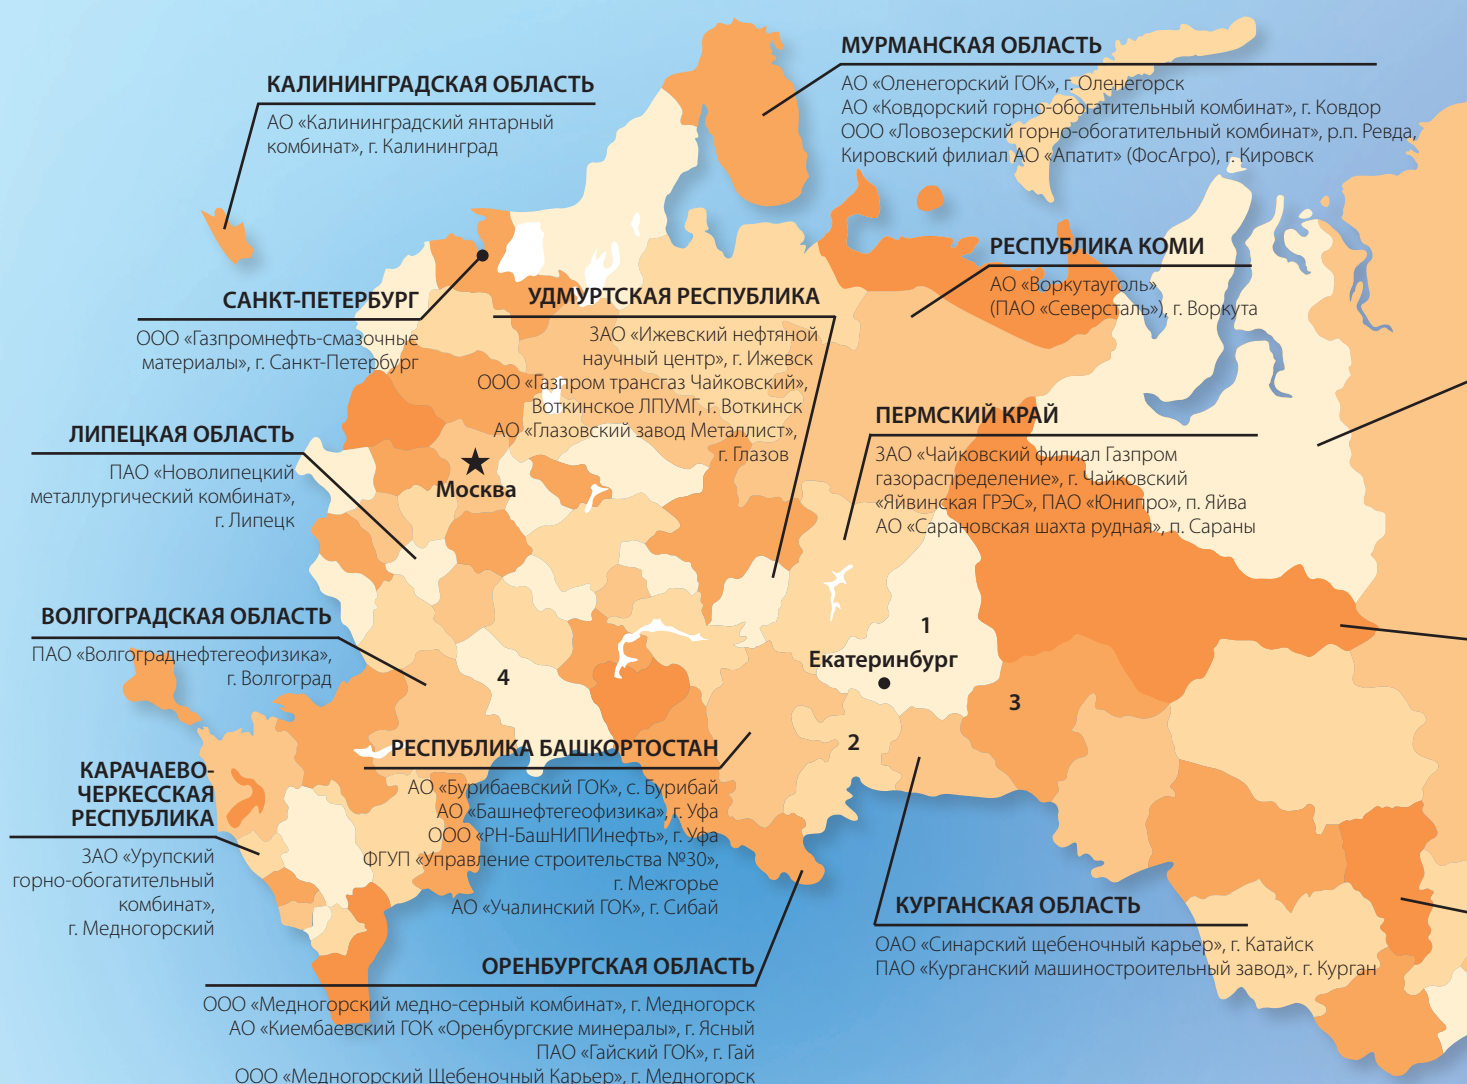 МУРМАНСКАЯ ОБЛАСТЬ
АО «Оленегорский ГОК», г. Оленегорск
АО «Ковдорский горно-обогатительный комбинат», г. Ковдор
ООО «Ловозерский горно-обогатительный комбинат», р.п. Ревда,
Кировский филиал АО «Апатит» (ФосАгро), г. Кировск
КАЛИНИНГРАДСКАЯ ОБЛАСТЬ
АО «Калининградский янтарный
комбинат», г. Калининград
РЕСПУБЛИКА КОМИ
АО «Воркутауголь»
(ПАО «Северсталь»), г. Воркута
САНКТ-ПЕТЕРБУРГ
ООО «Газпромнефть-смазочные
материалы», г. Санкт-Петербург
УДМУРТСКАЯ РЕСПУБЛИКА
ЗАО «Ижевский нефтяной
научный центр», г. Ижевск
ООО «Газпром трансгаз Чайковский»,
Воткинское ЛПУМГ, г. Воткинск
АО «Глазовский завод Металлист»,
г. Глазов
ПЕРМСКИЙ КРАЙ
ЗАО «Чайковский филиал Газпром
газораспределение», г. Чайковский
«Яйвинская ГРЭС», ПАО «Юнипро», п. Яйва
АО «Сарановская шахта рудная», п. Сараны
ЛИПЕЦКАЯ ОБЛАСТЬ
ПАО «Новолипецкий
металлургический комбинат»,
г. Липецк
Москва
ВОЛГОГРАДСКАЯ ОБЛАСТЬ
ПАО «Волгограднефтегеофизика»,
г. Волгоград
1
Екатеринбург
4
3
2
РЕСПУБЛИКА БАШКОРТОСТАН
АО «Бурибаевский ГОК», с. Бурибай
АО «Башнефтегеофизика», г. Уфа
ООО «РН-БашНИПИнефть», г. Уфа
ФГУП «Управление строительства №30»,
г. Межгорье
АО «Учалинский ГОК», г. Сибай
КАРАЧАЕВО-
ЧЕРКЕССКАЯ
РЕСПУБЛИКА
ЗАО «Урупский
горно-обогатительный
комбинат»,
г. Медногорский
КУРГАНСКАЯ ОБЛАСТЬ
ОАО «Синарский щебеночный карьер», г. Катайск
ПАО «Курганский машиностроительный завод», г. Курган
ОРЕНБУРГСКАЯ ОБЛАСТЬ
ООО «Медногорский медно-серный комбинат», г. Медногорск
АО «Киембаевский ГОК «Оренбургские минералы», г. Ясный
ПАО «Гайский ГОК», г. Гай
ООО «Медногорский Щебеночный Карьер», г. Медногорск